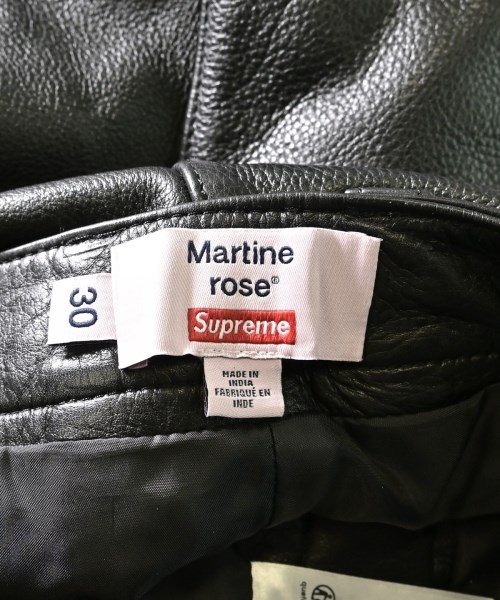 Martine
rose®
Supreme
30
MADE IN
INDIA
FABRIQUÉ EN
INDE